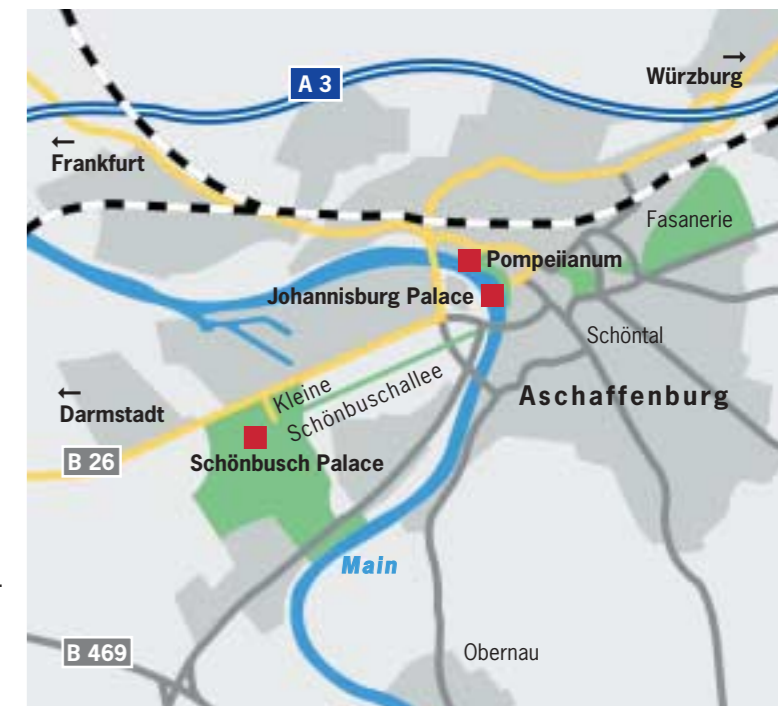 A 3
→
Würzburg
←
Frankfurt
Fasanerie
Pompeiianum
Johannisburg Palace
Schöntal
Aschaffenburg
←
Darmstadt
Kleine
Schönbuschallee
B 26
Schönbusch Palace
Main
B 469
Obernau